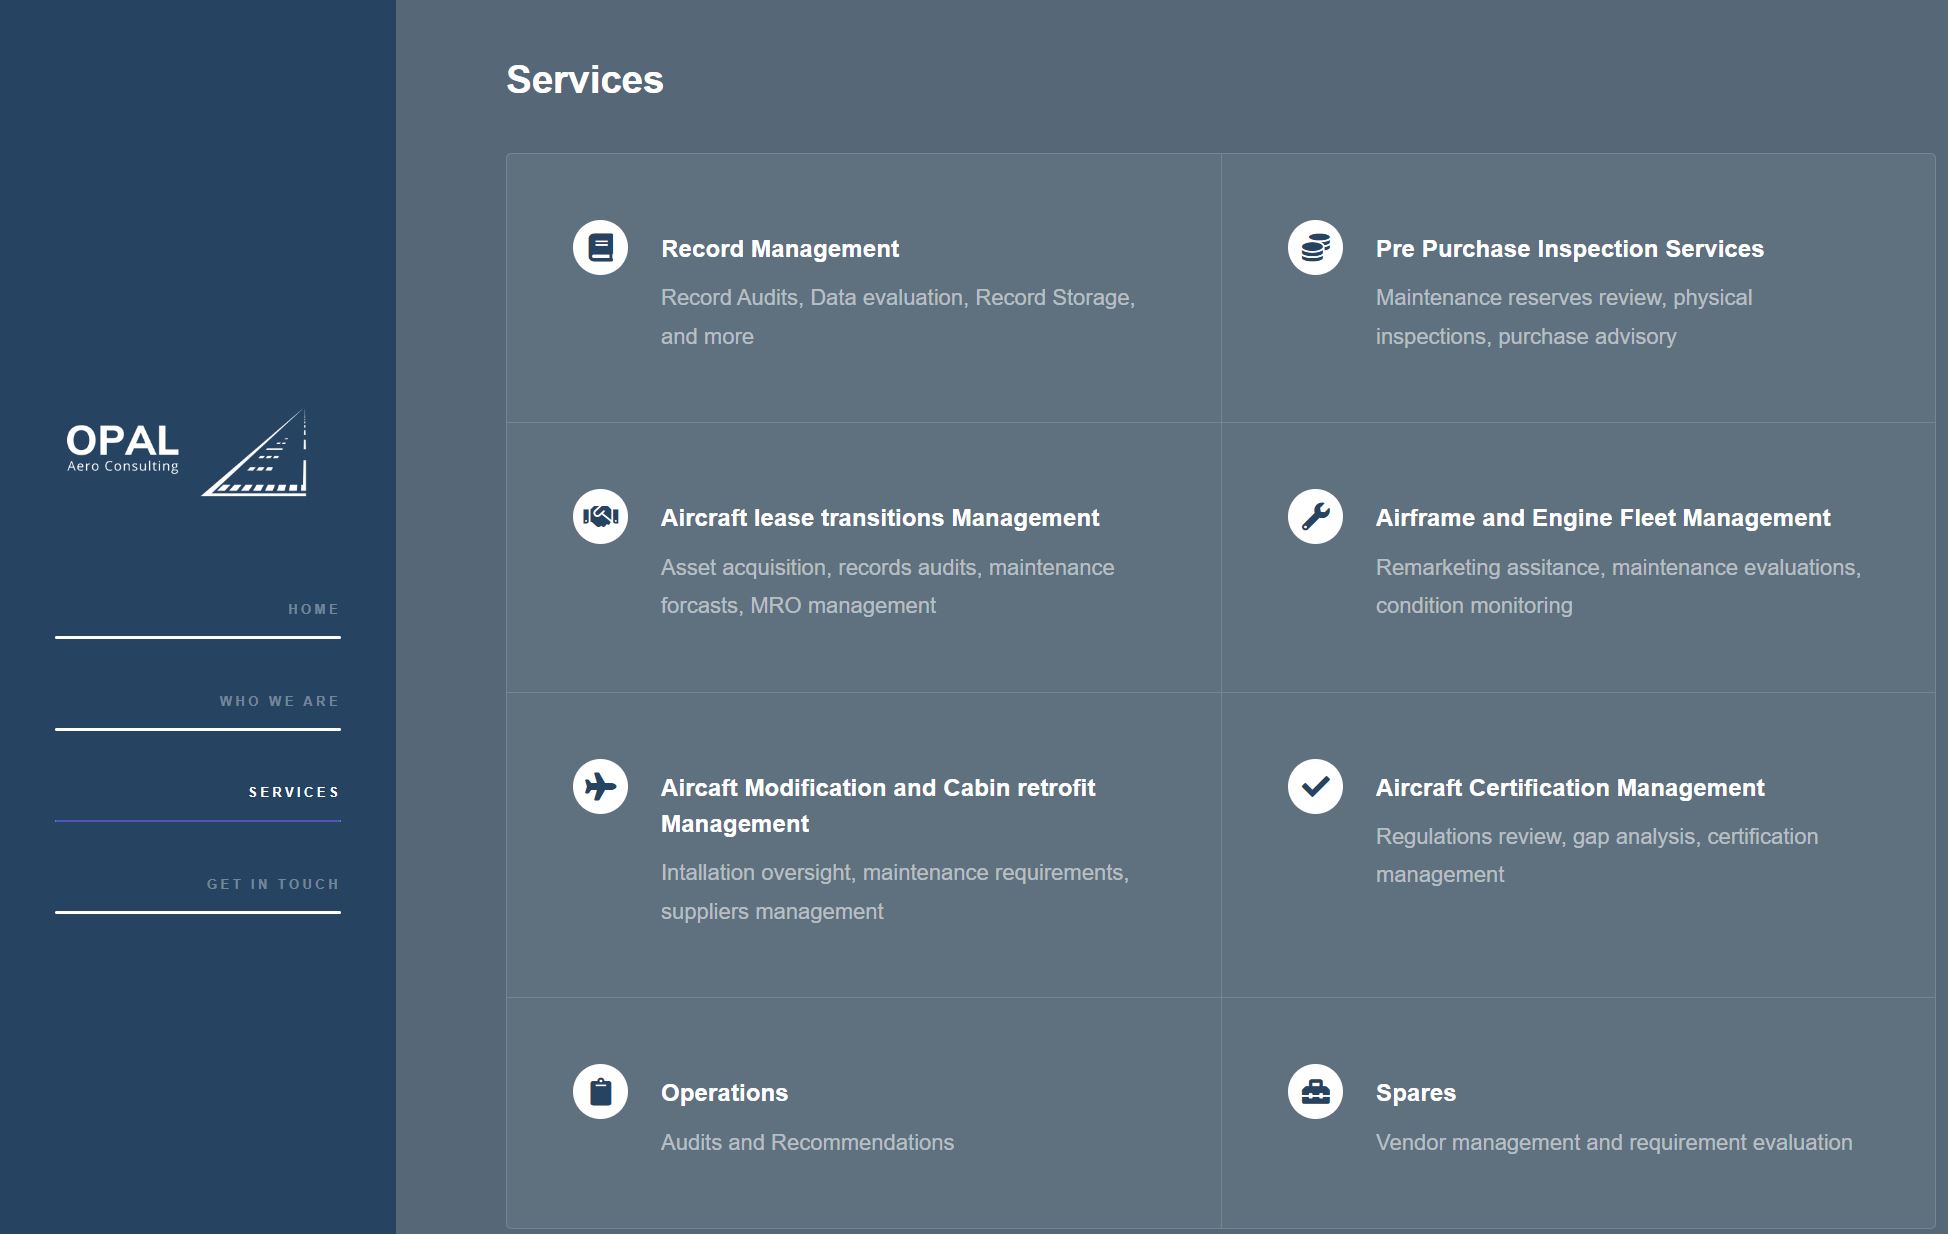 OPAL
Aero Consulting
HOME
WHO WE ARE
SERVICES
GET IN TOUCH
Services
Record Management
Record Audits, Data evaluation, Record Storage,
and more
Pre Purchase Inspection Services
Maintenance reserves review, physical
inspections, purchase advisory
Aircraft lease transitions Management
Asset acquisition, records audits, maintenance
forcasts, MRO management
Airframe and Engine Fleet Management
Remarketing assitance, maintenance evaluations,
condition monitoring
Aircaft Modification and Cabin retrofit
Management
Intallation oversight, maintenance requirements,
suppliers management
Aircraft Certification Management
Regulations review, gap analysis, certification
management
Operations
Audits and Recommendations
Spares
Vendor management and requirement evaluation